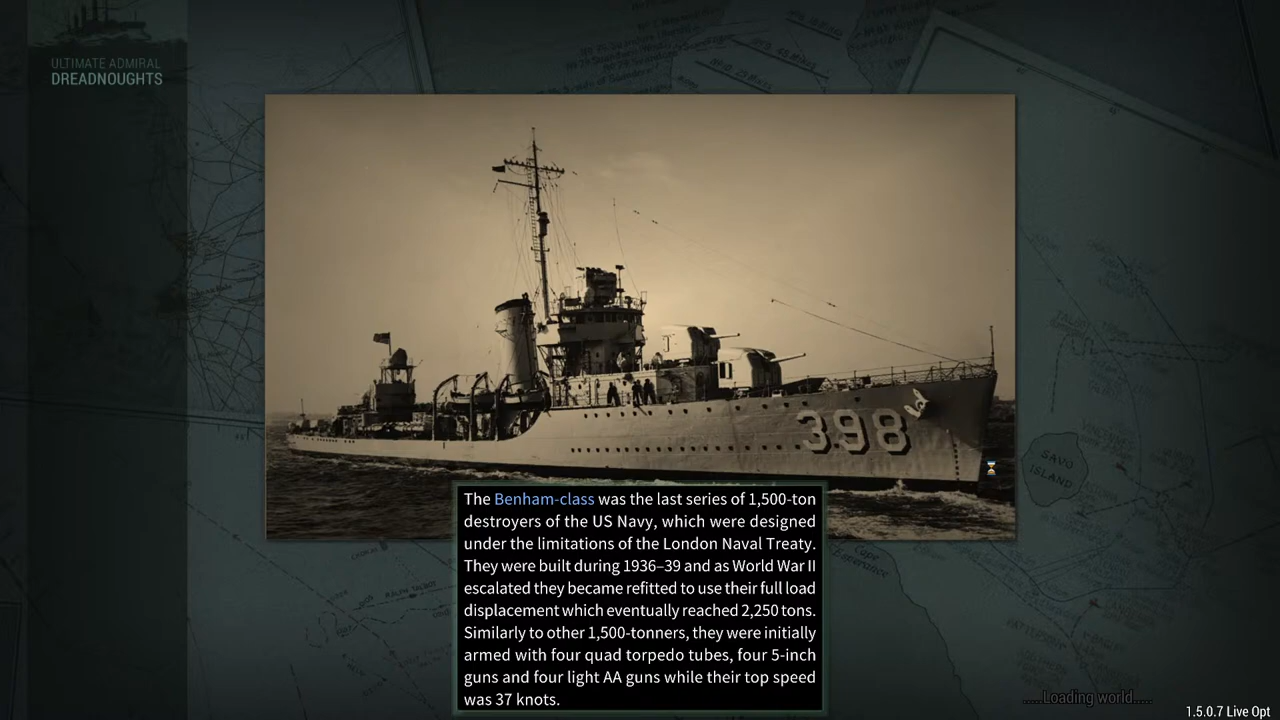 ULTIMATE ADMIRAL
DREADNOUGHTS
398
SAVO
ISLAND
Cape
Esperance
The Benham-class was the last series of 1,500-ton
destroyers of the US Navy, which were designed
under the limitations of the London Naval Treaty.
They were built during 1936–39 and as World War II
escalated they became refitted to use their full load
displacement which eventually reached 2,250 tons.
Similarly to other 1,500-tonners, they were initially
armed with four quad torpedo tubes, four 5-inch
guns and four light AA guns while their top speed
was 37 knots.
.....Loading world.....
1.5.0.7 Live Opt